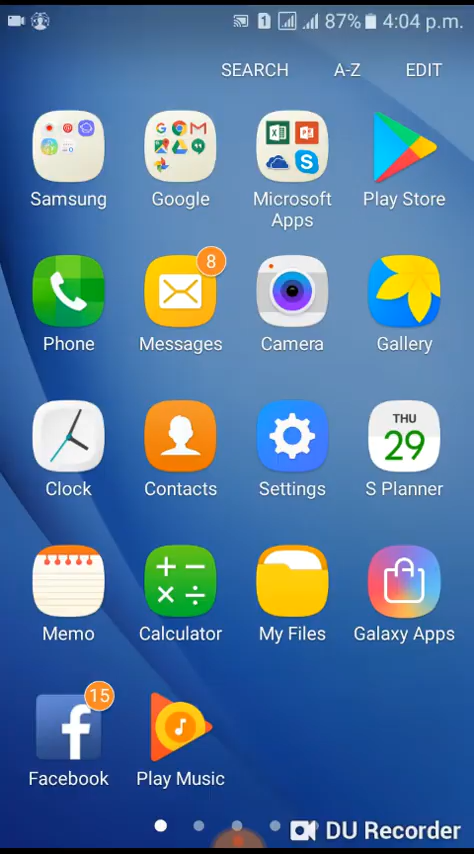 1 87% 4:04 p.m.
SEARCH A-Z EDIT
Samsung Google Microsoft Apps Play Store
8
Phone Messages Camera Gallery
THU
29
Clock Contacts Settings S Planner
Memo Calculator My Files Galaxy Apps
15
Facebook Play Music
DU Recorder